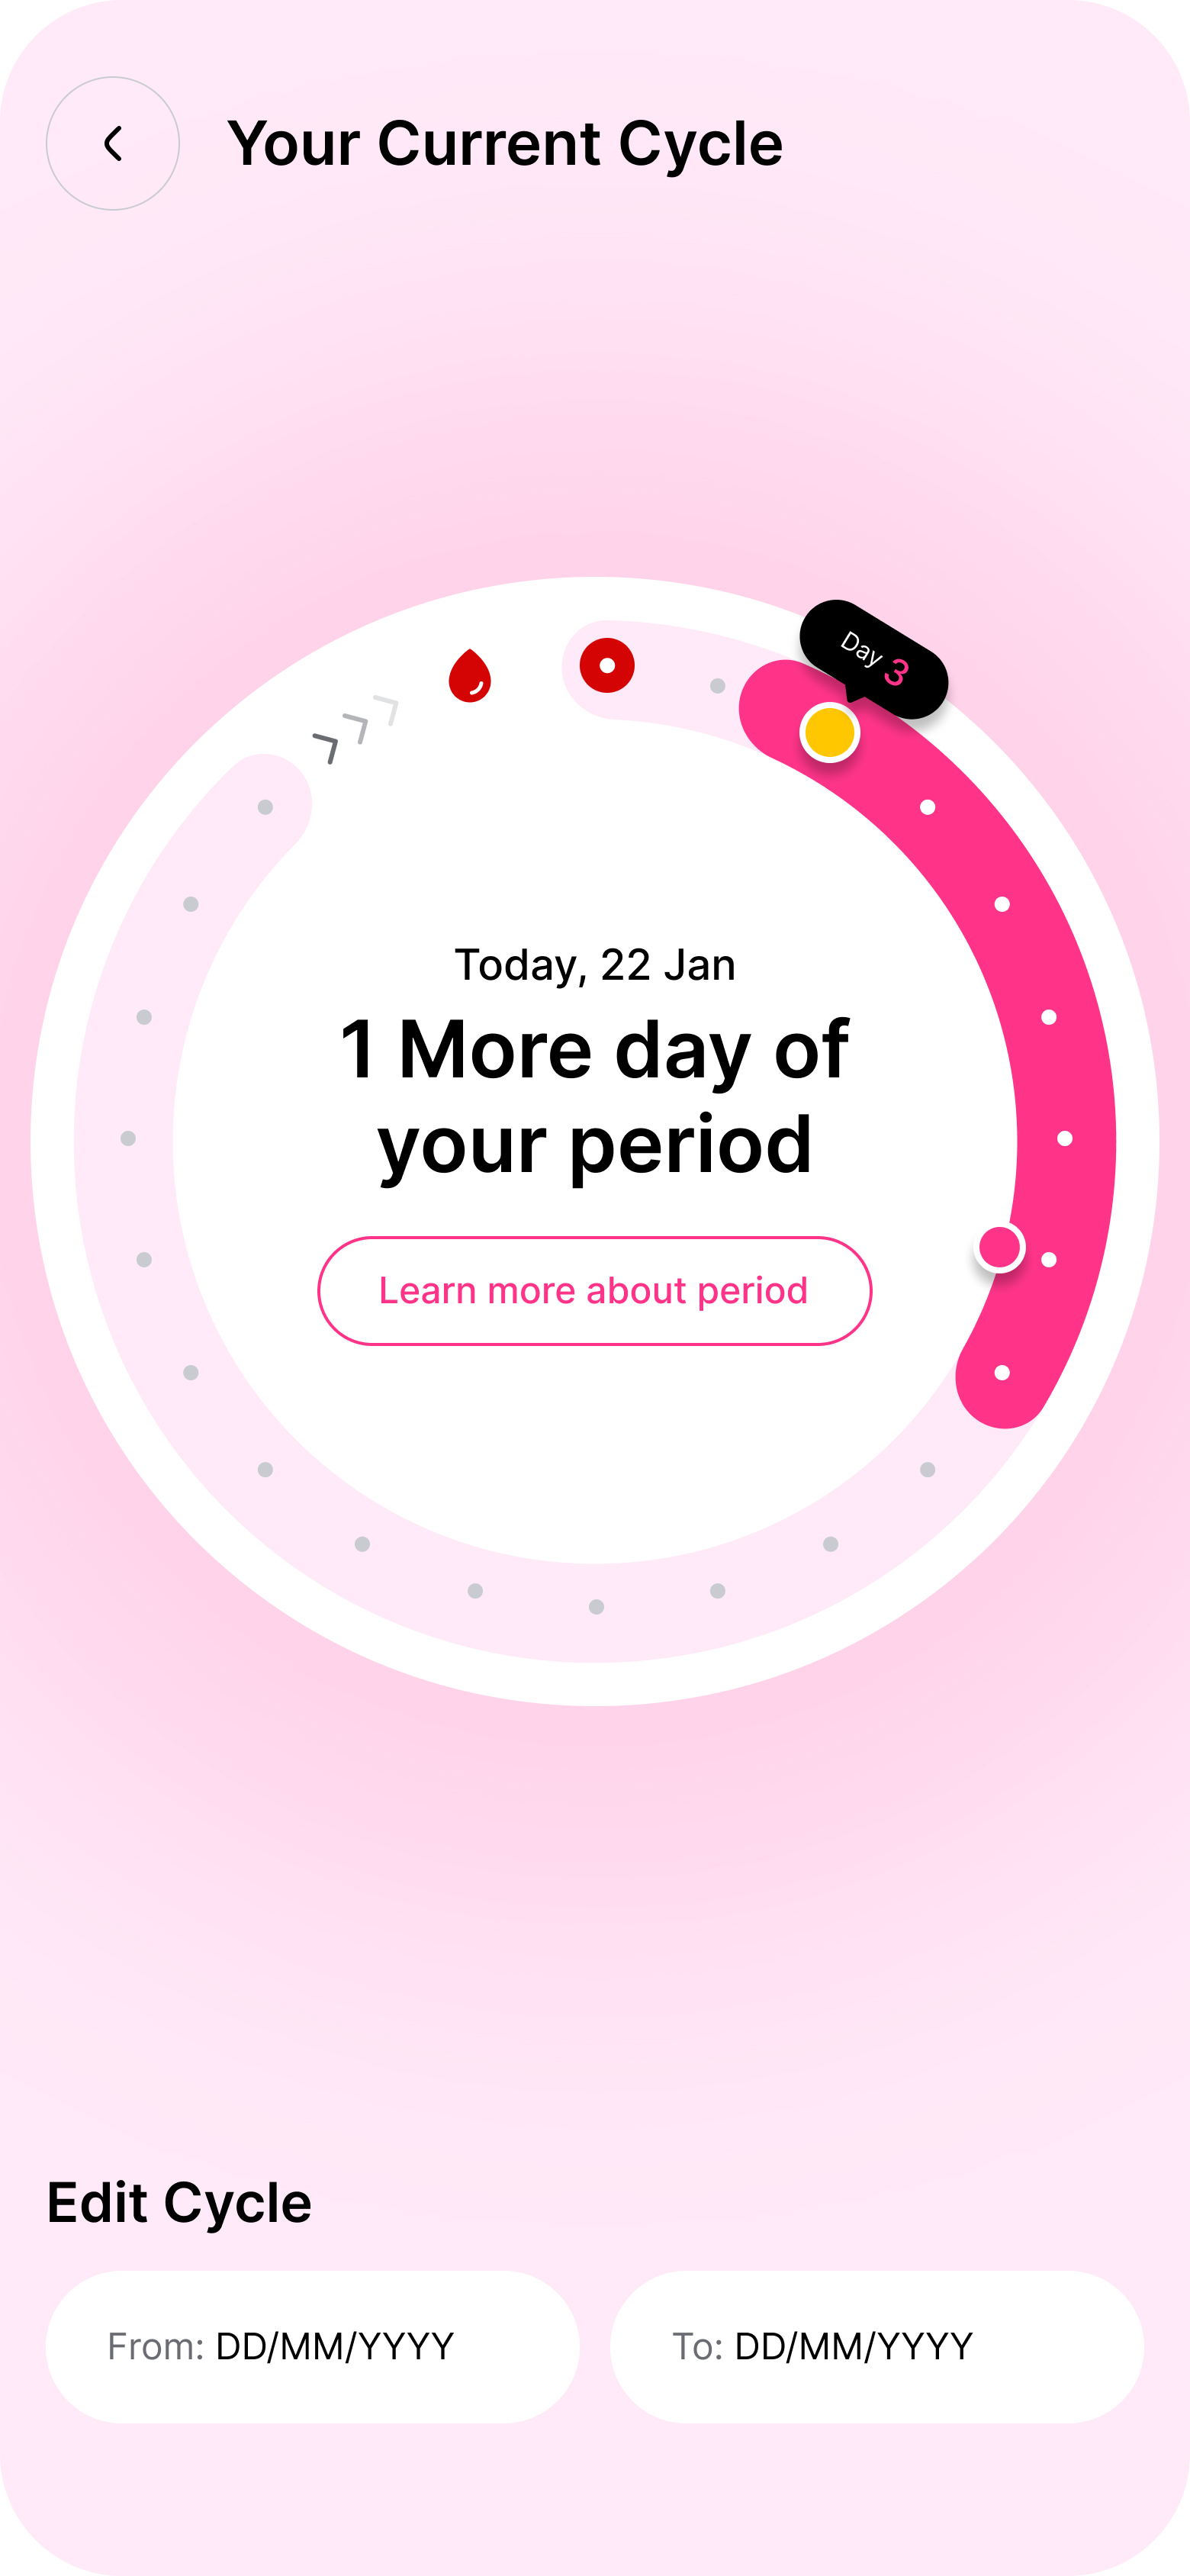 Your Current Cycle
Day 3
Today, 22 Jan
1 More day of
your period
Learn more about period
Edit Cycle
From: DD/MM/YYYY
To: DD/MM/YYYY